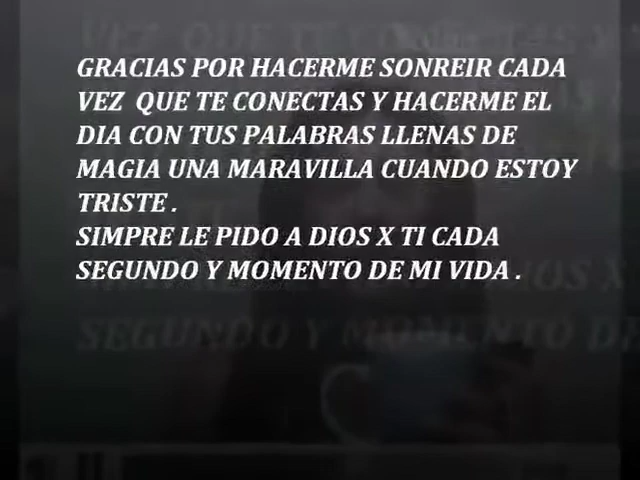 GRACIAS POR HACERME SONREIR CADA
VEZ QUE TE CONECTAS Y HACERME EL
DIA CON TUS PALABRAS LLENAS DE
MAGIA UNA MARAVILLA CUANDO ESTOY
TRISTE .
SIMPRE LE PIDO A DIOS X TI CADA
SEGUNDO Y MOMENTO DE MI VIDA .